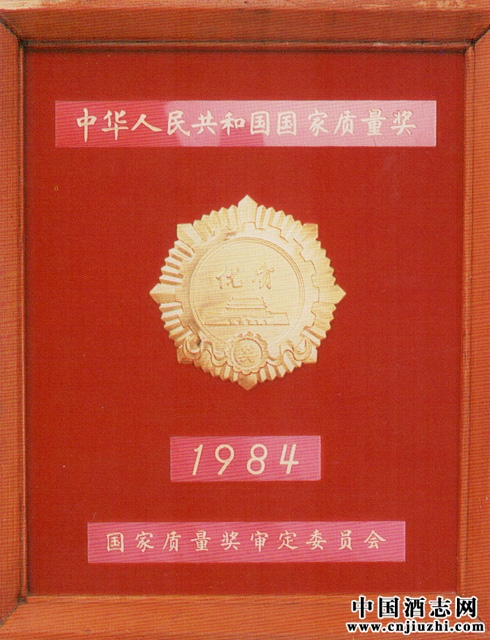 中华人民共和国国家质量奖
优质
奖
1984
国家质量奖审定委员会
中国酒志网
www.cnjiuzhi.com